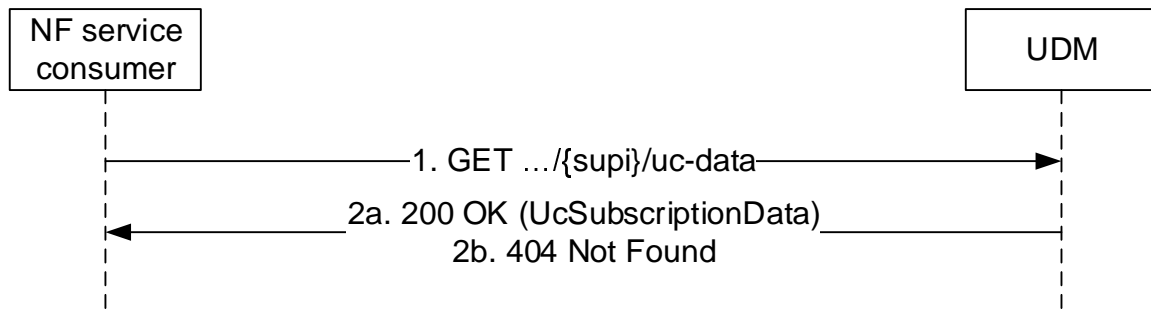 NF service
consumer
UDM
1. GET …/{supi}/uc-data
2a. 200 OK (UcSubscriptionData)
2b. 404 Not Found